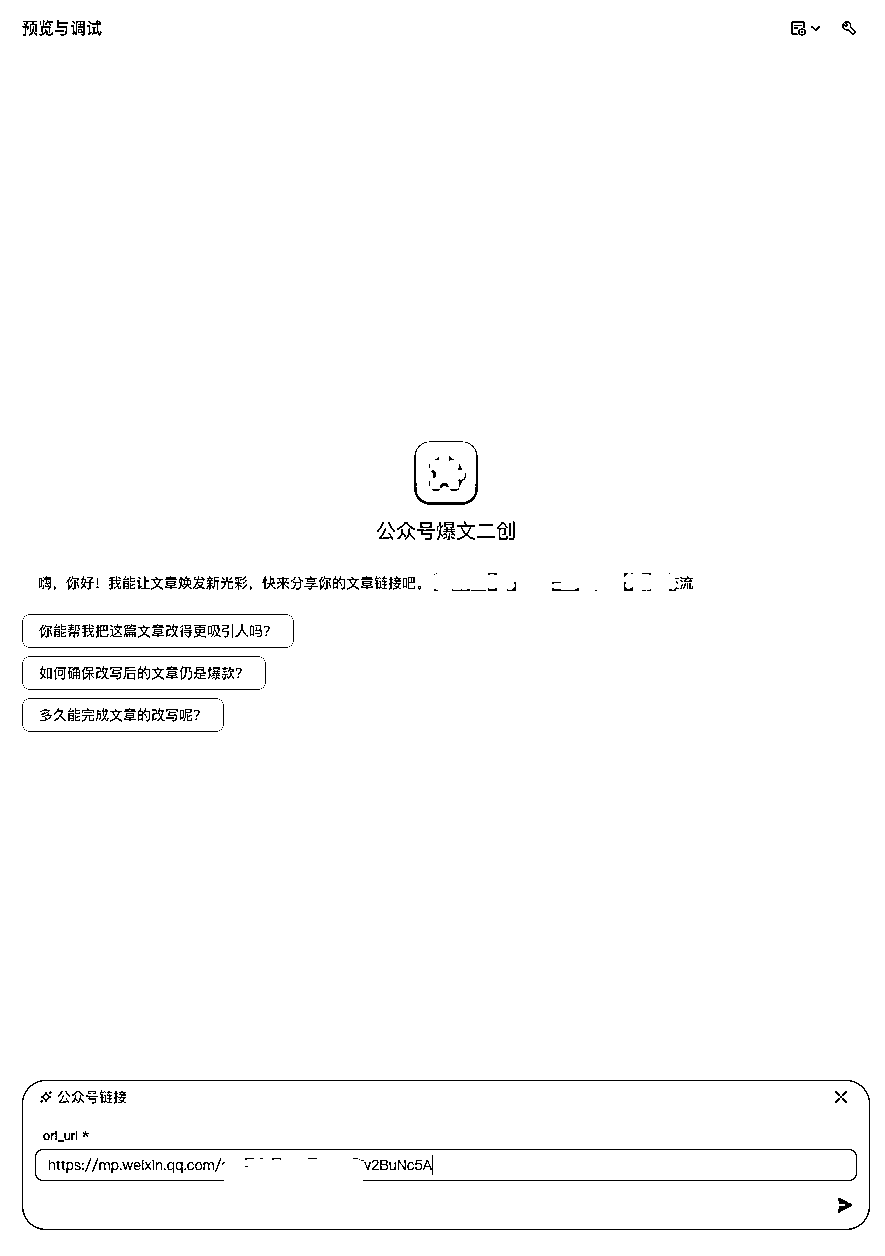 预览与调试
公众号爆文二创
嗨，你好！我能让文章焕发新光彩，快来分享你的文章链接吧。 流
你能帮我把这篇文章改得更吸引人吗？
如何确保改写后的文章仍是爆款？
多久能完成文章的改写呢？
公众号链接
ori_url *
https://mp.weixin.qq.com/ v2BuNc5A